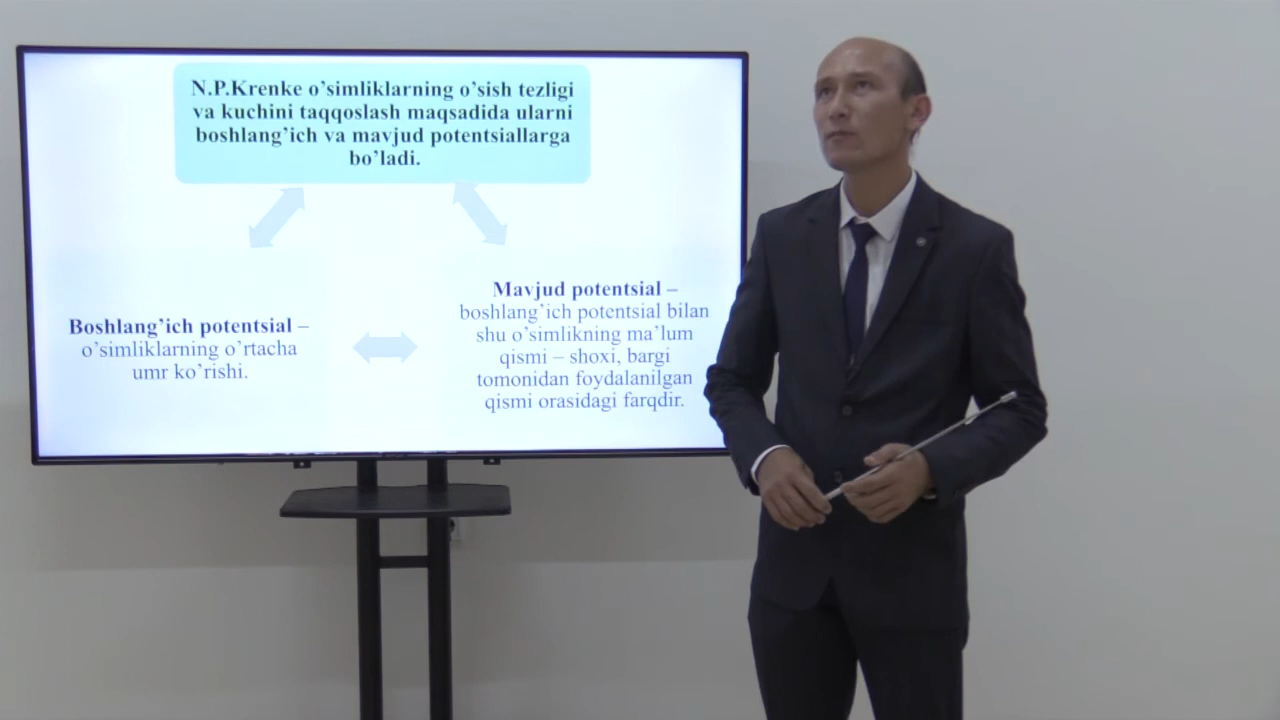 N.P.Krenke o’simliklarning o’sish tezligi
va kuchini taqqoslash maqsadida ularni
boshlang’ich va mavjud potentsiallarga
bo’ladi.
Boshlang’ich potentsial –
o’simliklarning o’rtacha
umr ko’rishi.
Mavjud potentsial –
boshlang’ich potentsial bilan
shu o’simlikning ma’lum
qismi – shoxi, bargi
tomonidan foydalanilgan
qismi orasidagi farqdir.